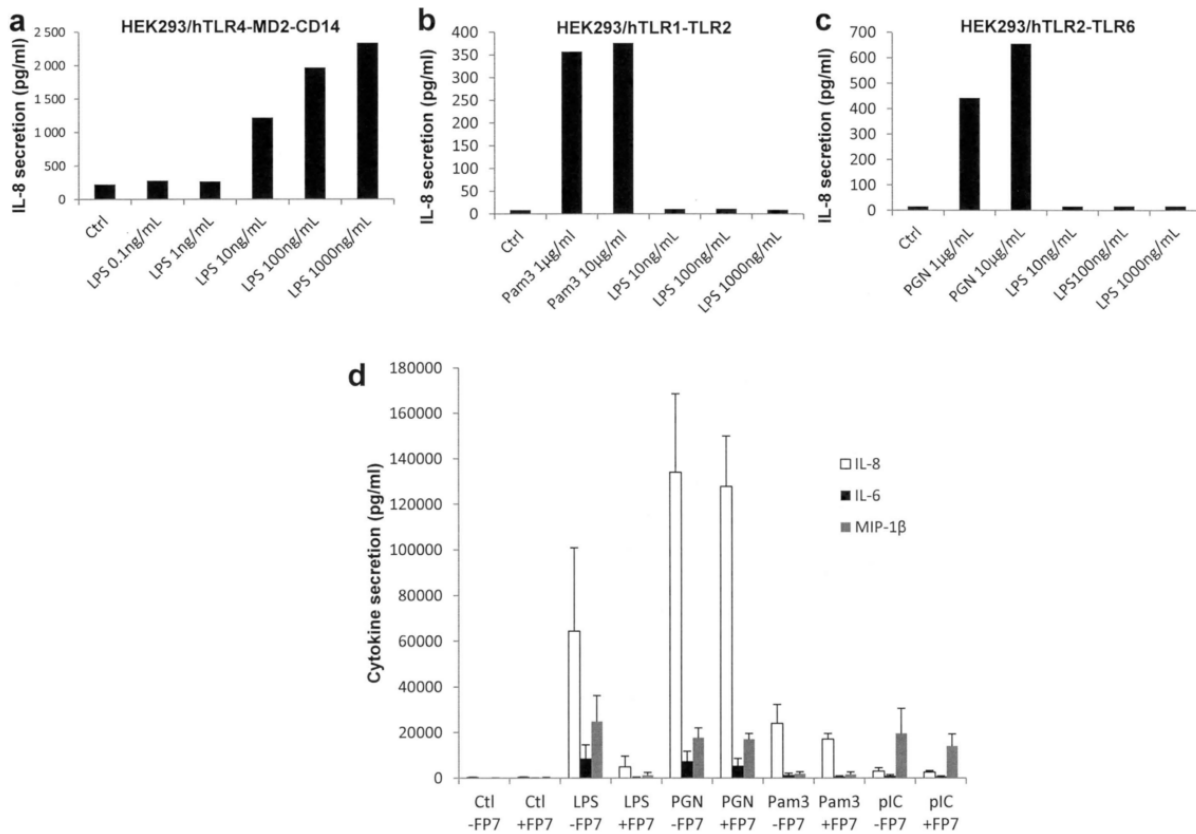 a
HEK293/hTLR4-MD2-CD14
IL-8 secretion (pg/ml)
2 500
2 000
1 500
1 000
500
0
Ctrl
LPS 0.1ng/mL
LPS 1ng/mL
LPS 10ng/mL
LPS 100ng/mL
LPS 1000ng/mL
b
HEK293/hTLR1-TLR2
IL-8 secretion (pg/ml)
400
350
300
250
200
150
100
50
0
Ctrl
Pam3 1µg/ml
Pam3 10µg/ml
LPS 10ng/mL
LPS 100ng/mL
LPS 1000ng/mL
c
HEK293/hTLR2-TLR6
IL-8 secretion (pg/ml)
700
600
500
400
300
200
100
0
Ctrl
PGN 1µg/mL
PGN 10µg/mL
LPS 10ng/mL
LPS100ng/mL
LPS 1000ng/mL
d
Cytokine secretion (pg/ml)
180000
160000
140000
120000
100000
80000
60000
40000
20000
0
IL-8
IL-6
MIP-1β
Ctl Ctl LPS LPS PGN PGN Pam3 Pam3 pIC pIC
-FP7 +FP7 -FP7 +FP7 -FP7 +FP7 -FP7 +FP7 -FP7 +FP7